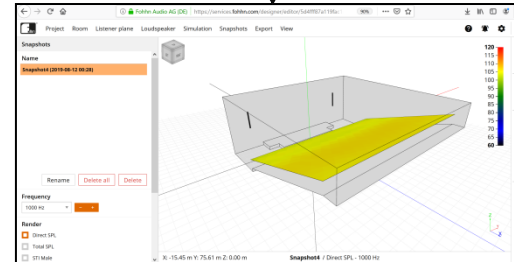 Fohhn Audio AG (DE)
https://services.fohhn.com/designer/editor/
90%
Project Room Listener plane Loudspeaker Simulation Snapshots Export View
Snapshots
Name
Snapshot4 (2019-06-12 08:28)
Rename Delete all Delete
Frequency
1000 Hz
Render
Direct SPL
Total SPL
STI Male
120
115
110
105
100
95
90
85
80
75
70
65
60
X: -15.45 m Y: 75.61 m Z: 0.00 m
Snapshot4 / Direct SPL - 1000 Hz